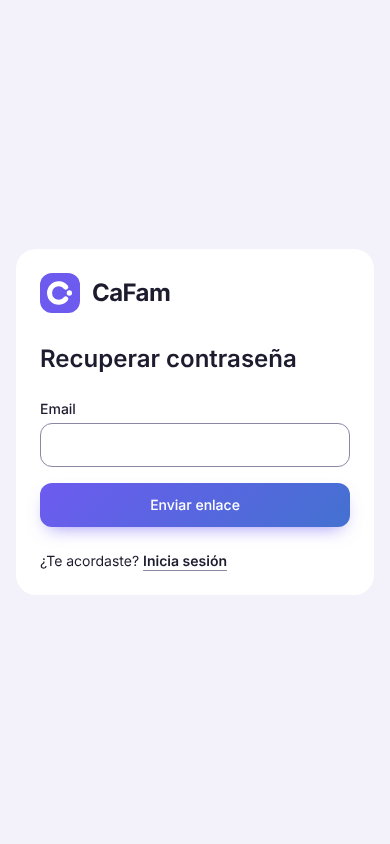 CaFam
Recuperar contraseña
Email
Enviar enlace
¿Te acordaste? Inicia sesión